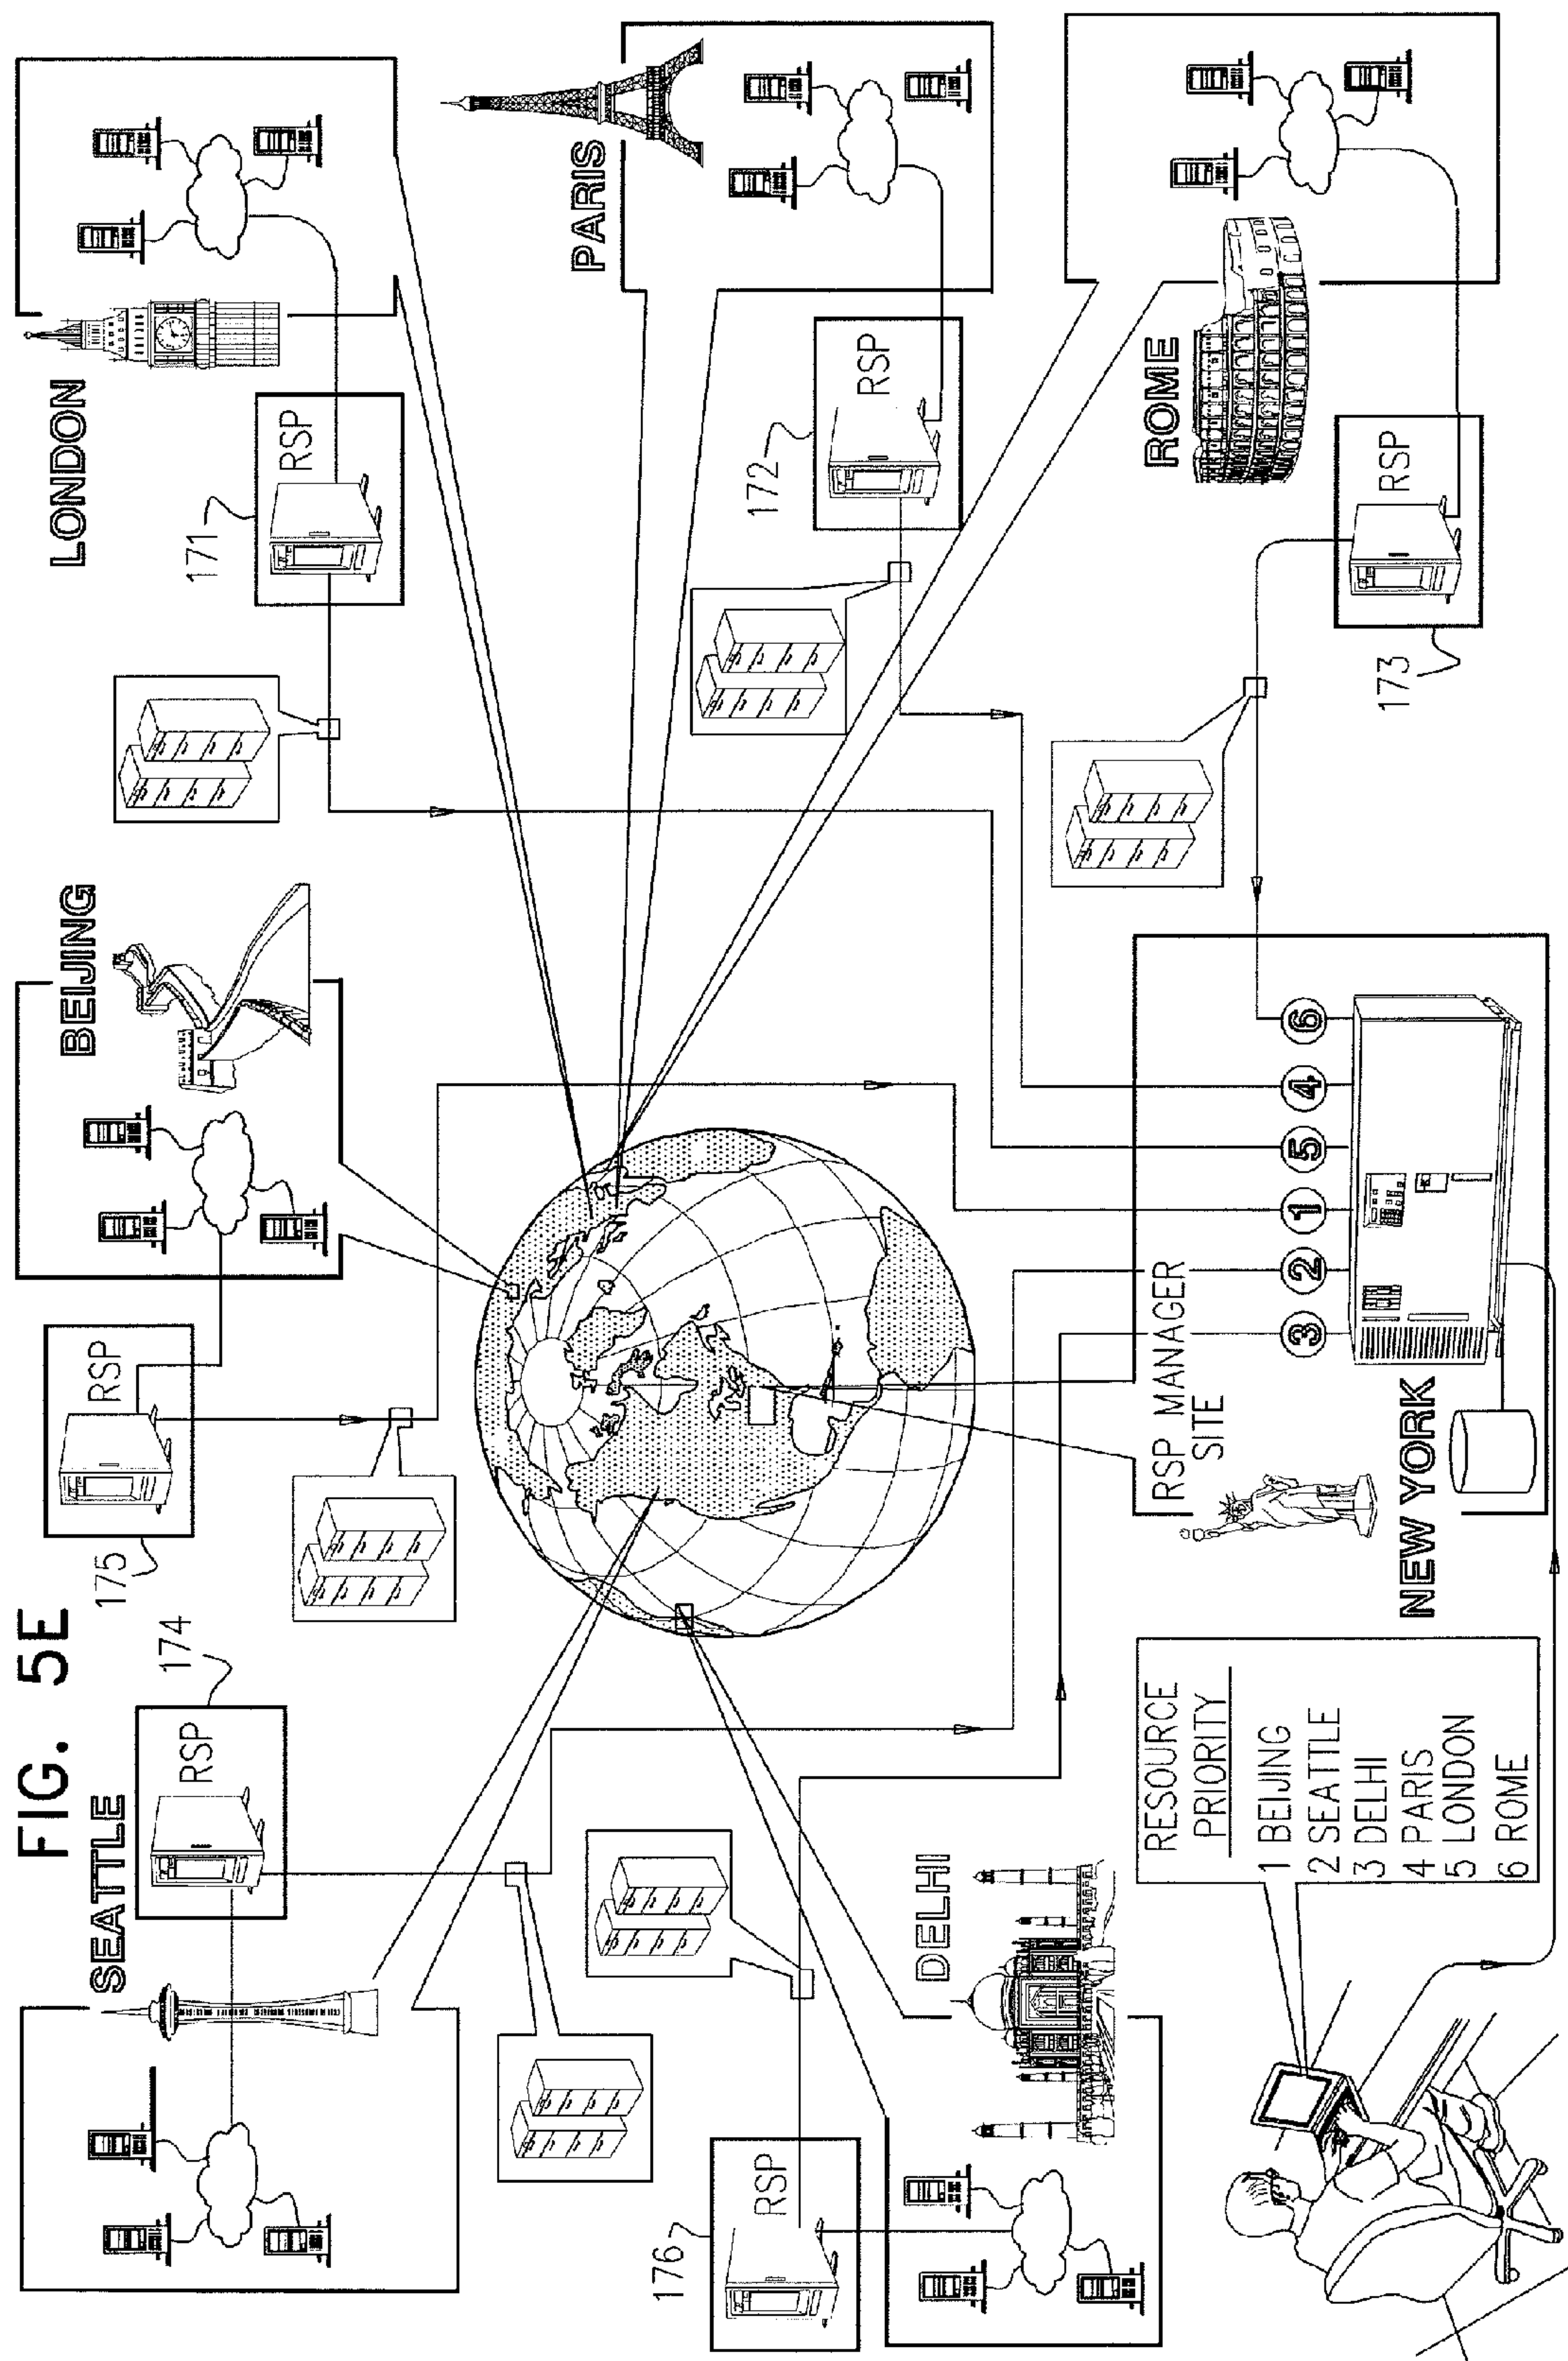 FIG. 5E
SEATTLE
174
RSP
175
RSP
BEIJING
LONDON
171
RSP
PARIS
172
RSP
ROME
173
RSP
176
RSP
DELHI
RSP MANAGER
SITE
NEW YORK
3
2
1
5
4
6
RESOURCE
PRIORITY
1 BEIJING
2 SEATTLE
3 DELHI
4 PARIS
5 LONDON
6 ROME